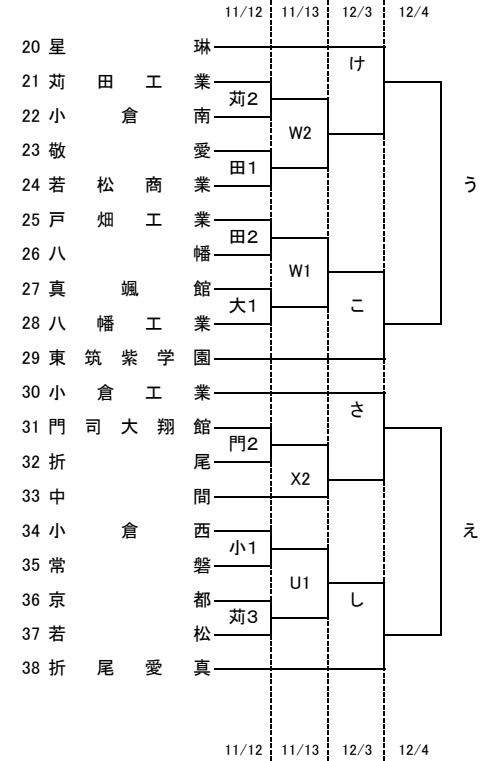 11/12 11/13 12/3 12/4
20 星琳
け
21 苅田工業
苅2
22 小倉南
W2
23 敬愛
田1
24 若松商業
う
25 戸畑工業
田2
26 八幡
W1
27 真颯館
大1 こ
28 八幡工業
29 東筑紫学園
30 小倉工業
さ
31 門司大翔館
門2
32 折尾
X2
33 中間
34 小倉西
え
小1
35 常磐
U1
36 京都
し
苅3
37 若松
38 折尾愛真
11/12 11/13 12/3 12/4